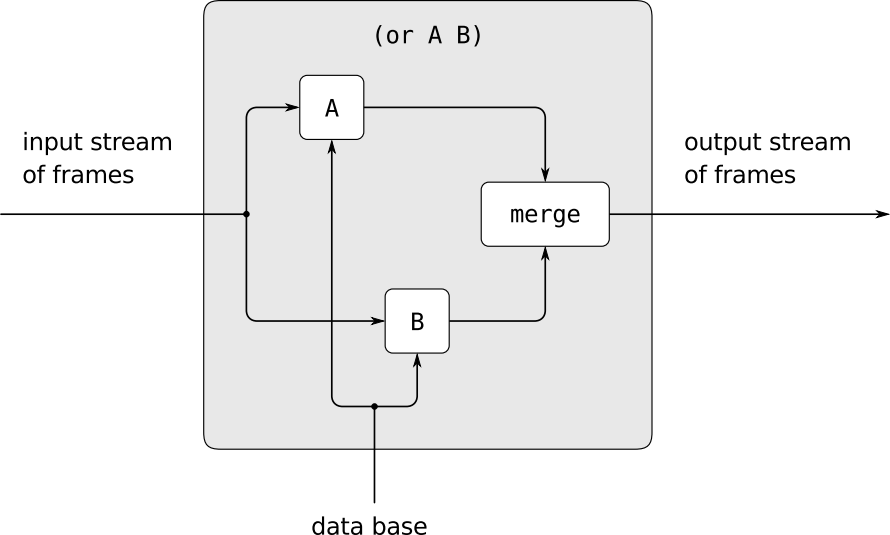 (or A B)
A
input stream
of frames
output stream
of frames
merge
B
data base